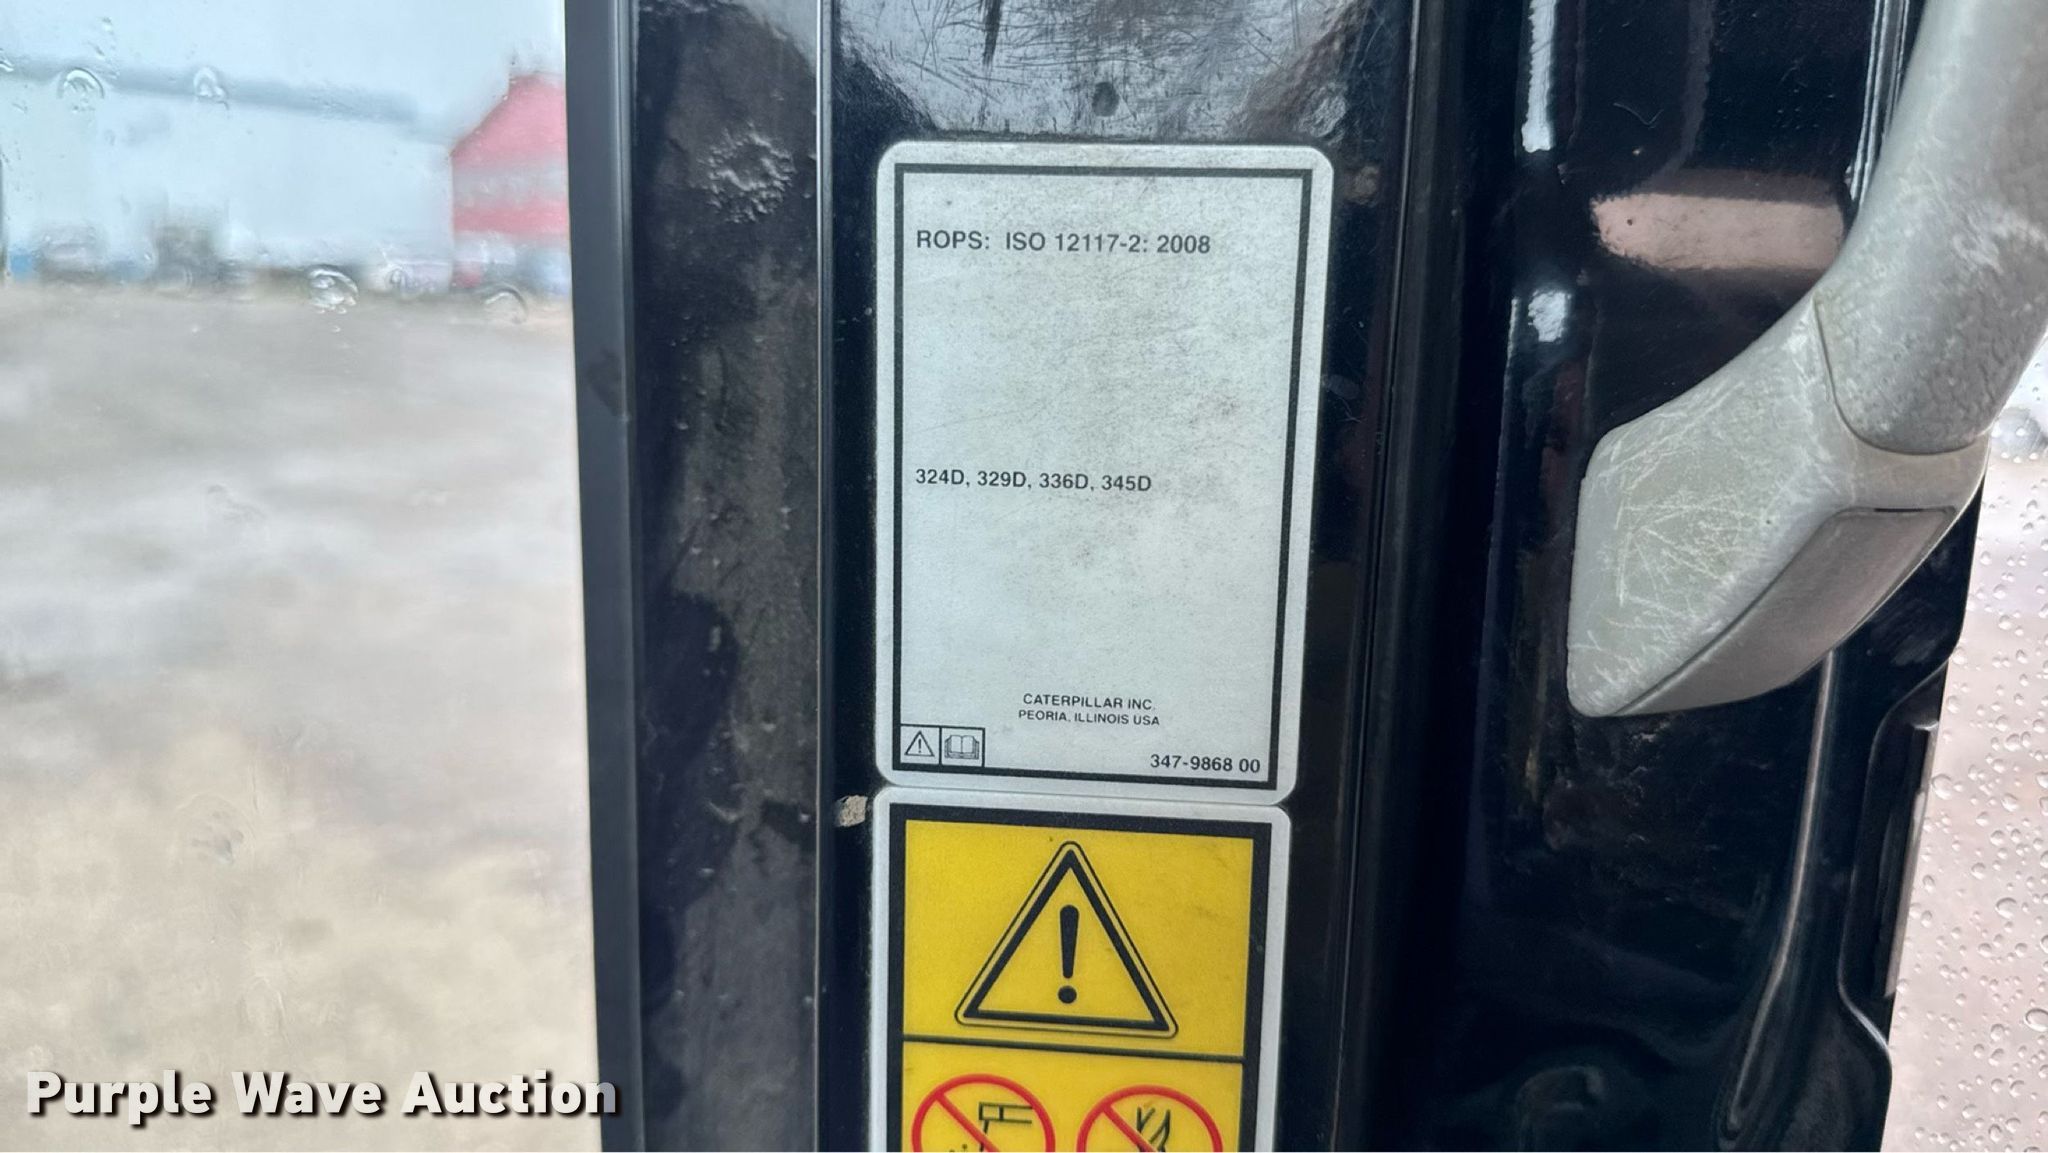 ROPS: ISO 12117-2: 2008
324D, 329D, 336D, 345D
CATERPILLAR INC.
PEORIA, ILLINOIS USA
347-9868 00
Purple Wave Auction